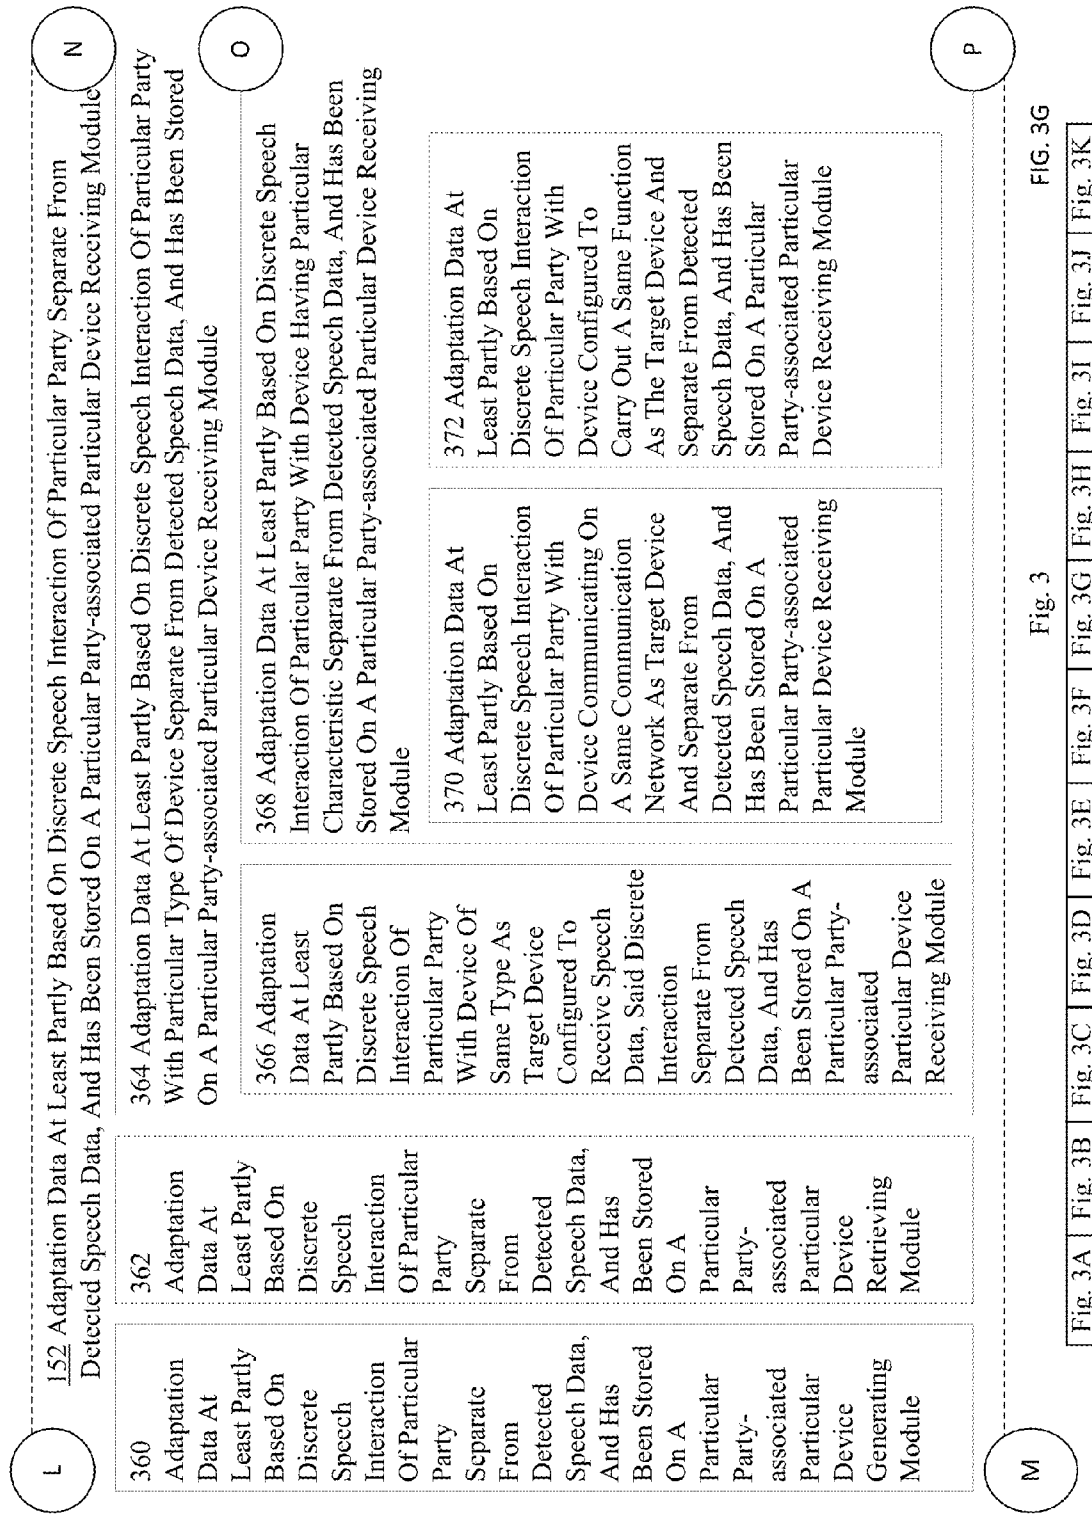 L
N
152 Adaptation Data At Least Partly Based On Discrete Speech Interaction Of Particular Party Separate From
Detected Speech Data, And Has Been Stored On A Particular Party-associated Particular Device Receiving Module
360
Adaptation
Data At
Least Partly
Based On
Discrete
Speech
Interaction
Of Particular
Party
Separate
From
Detected
Speech Data,
And Has
Been Stored
On A
Particular
Party-
associated
Particular
Device
Generating
Module
362
Adaptation
Data At
Least Partly
Based On
Discrete
Speech
Interaction
Of Particular
Party
Separate
From
Detected
Speech Data,
And Has
Been Stored
On A
Particular
Party-
associated
Particular
Device
Retrieving
Module
364 Adaptation Data At Least Partly Based On Discrete Speech Interaction Of Particular Party
With Particular Type Of Device Separate From Detected Speech Data, And Has Been Stored
On A Particular Party-associated Particular Device Receiving Module
O
366 Adaptation
Data At Least
Partly Based On
Discrete Speech
Interaction Of
Particular Party
With Device Of
Same Type As
Target Device
Configured To
Receive Speech
Data, Said Discrete
Interaction
Separate From
Detected Speech
Data, And Has
Been Stored On A
Particular Party-
associated
Particular Device
Receiving Module
368 Adaptation Data At Least Partly Based On Discrete Speech
Interaction Of Particular Party With Device Having Particular
Characteristic Separate From Detected Speech Data, And Has Been
Stored On A Particular Party-associated Particular Device Receiving
Module
370 Adaptation Data At
Least Partly Based On
Discrete Speech Interaction
Of Particular Party With
Device Communicating On
A Same Communication
Network As Target Device
And Separate From
Detected Speech Data, And
Has Been Stored On A
Particular Party-associated
Particular Device Receiving
Module
372 Adaptation Data At
Least Partly Based On
Discrete Speech Interaction
Of Particular Party With
Device Configured To
Carry Out A Same Function
As The Target Device And
Separate From Detected
Speech Data, And Has Been
Stored On A Particular
Party-associated Particular
Device Receiving Module
M
P
Fig. 3
FIG. 3G
Fig. 3A Fig. 3B Fig. 3C Fig. 3D Fig. 3E Fig. 3F Fig. 3G Fig. 3H Fig. 3I Fig. 3J Fig. 3K